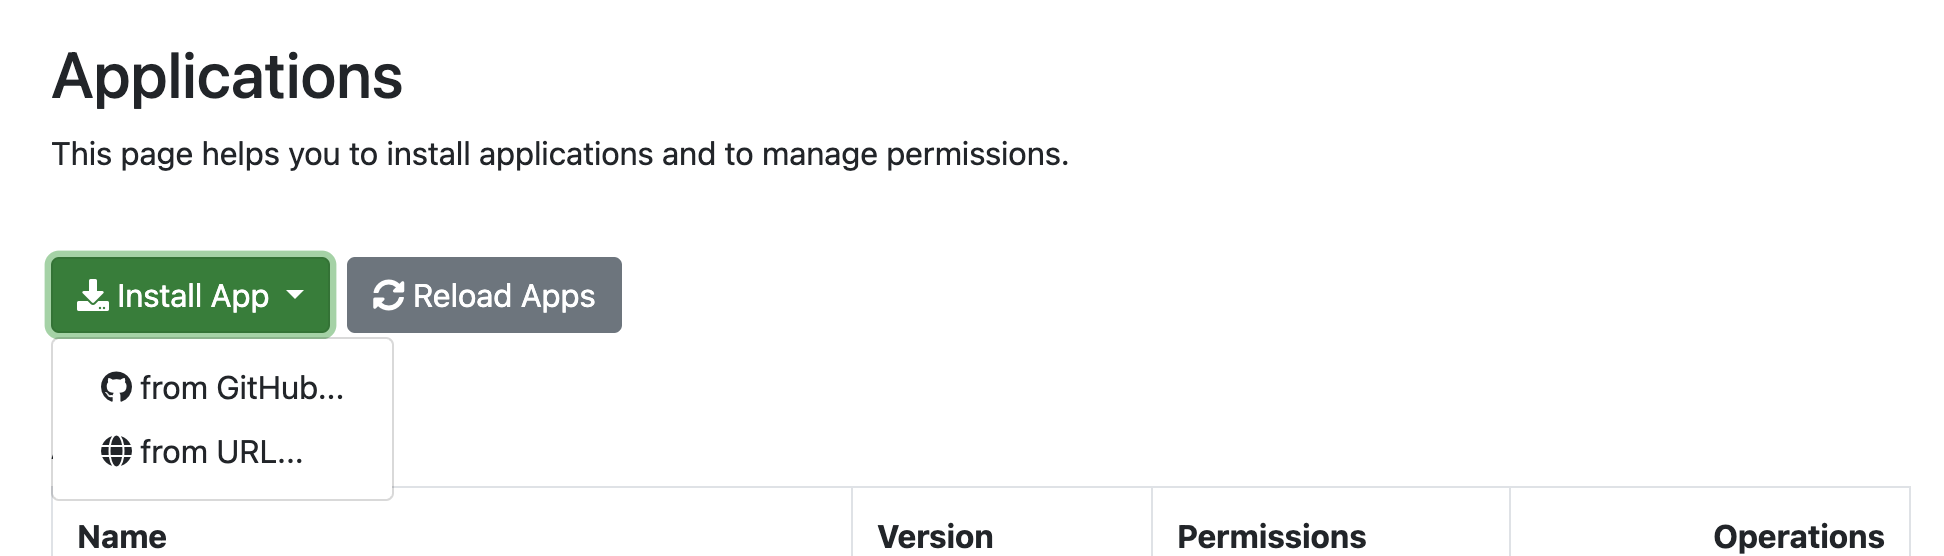 Applications
This page helps you to install applications and to manage permissions.
Install App Reload Apps
from GitHub...
from URL...
Name Version Permissions Operations